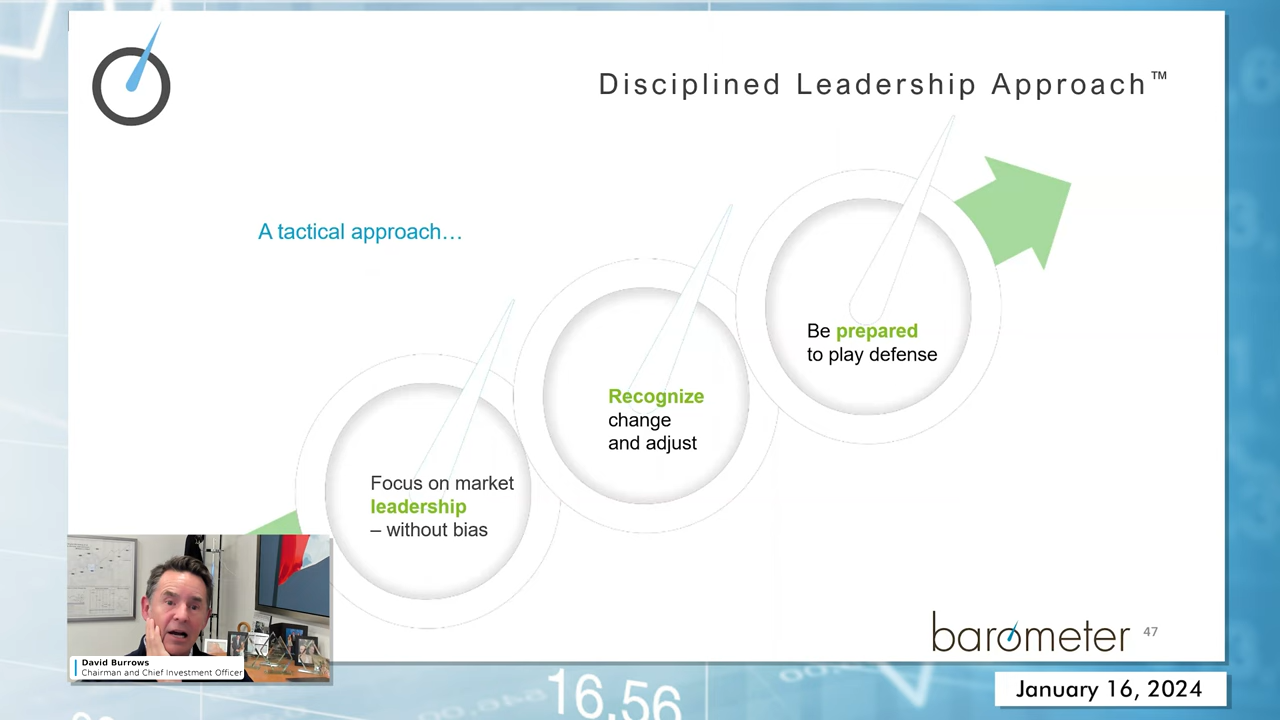 Disciplined Leadership Approach™
A tactical approach…
Be prepared
to play defense
Recognize
change
and adjust
Focus on market
leadership
– without bias
David Burrows
Chairman and Chief Investment Officer
barometer
47
January 16, 2024
16.56